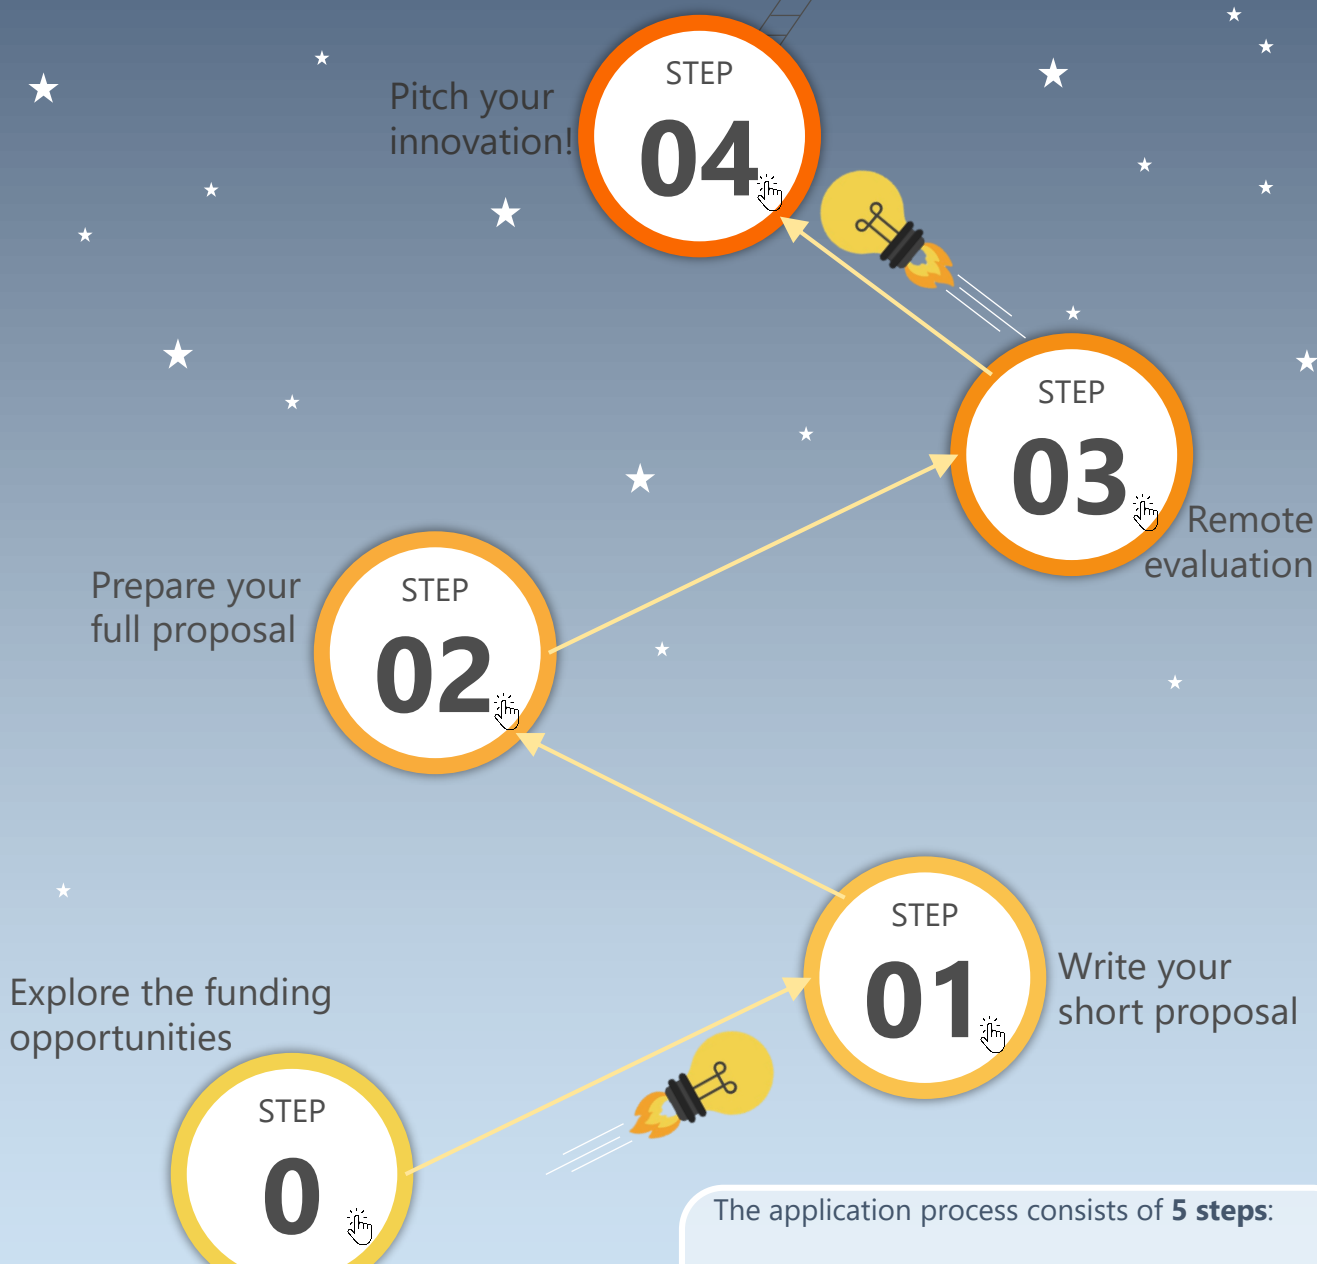 Pitch your
innovation!
STEP
04
STEP
03
Remote
evaluation
Prepare your
full proposal
STEP
02
STEP
01
Write your
short proposal
Explore the funding
opportunities
STEP
0
The application process consists of 5 steps: